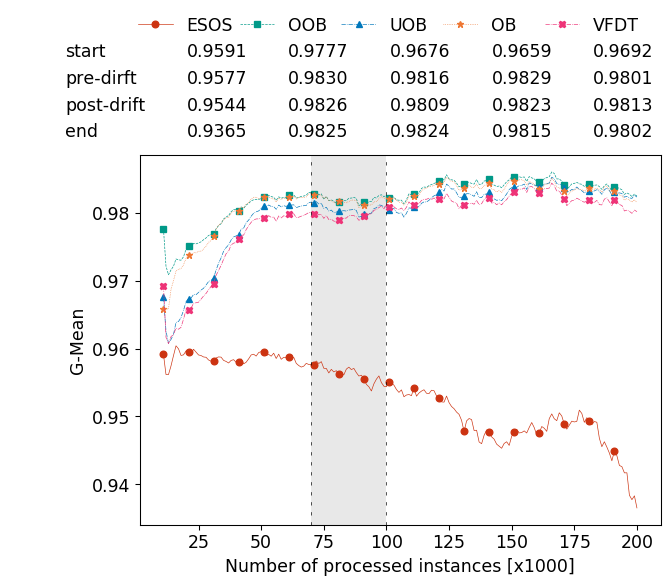 ESOS OOB UOB OB VFDT
start 0.9591 0.9777 0.9676 0.9659 0.9692
pre-dirft 0.9577 0.9830 0.9816 0.9829 0.9801
post-drift 0.9544 0.9826 0.9809 0.9823 0.9813
end 0.9365 0.9825 0.9824 0.9815 0.9802
0.98
0.97
0.96
0.95
0.94
G-Mean
25 50 75 100 125 150 175 200
Number of processed instances [x1000]